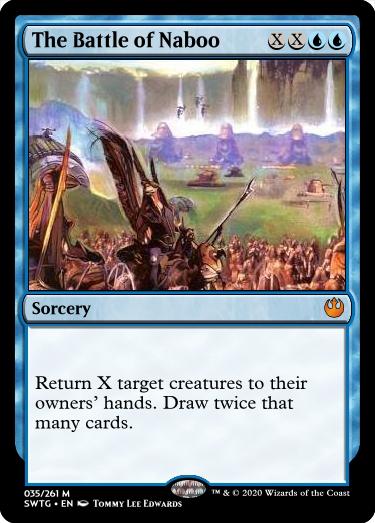 The Battle of Naboo X X
Sorcery
Return X target creatures to their
owners' hands. Draw twice that
many cards.
035/261 M
SWTG • EN Tommy Lee Edwards
™ & © 2020 Wizards of the Coast